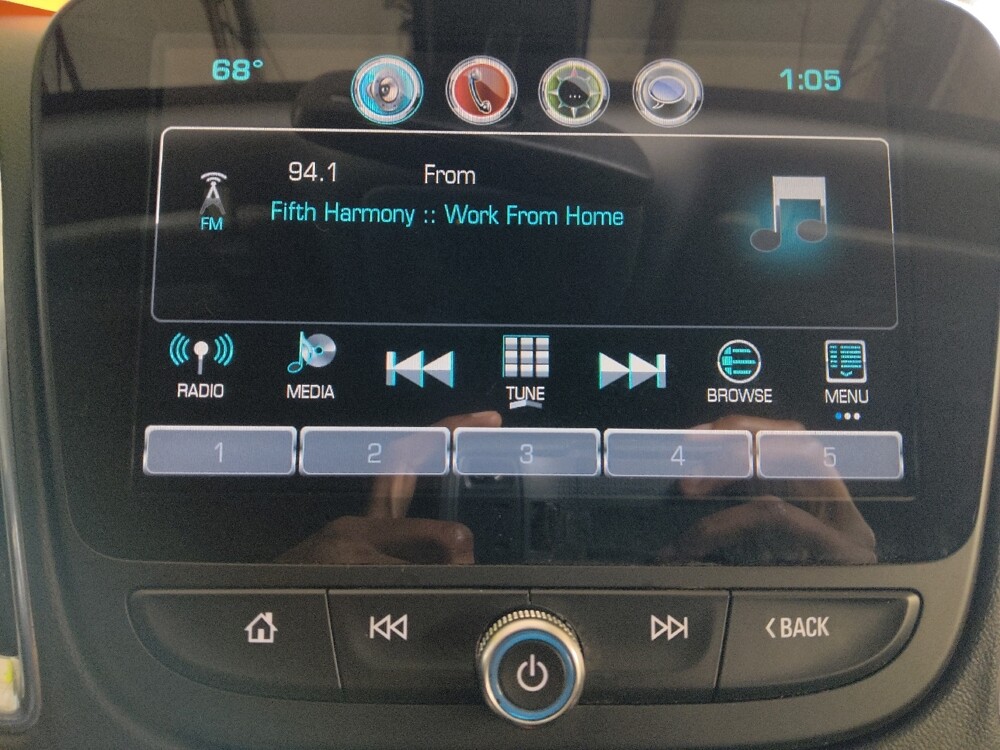 68° 1:05
94.1 From
FM
Fifth Harmony :: Work From Home
RADIO MEDIA TUNE BROWSE MENU
1 2 3 4 5
< BACK